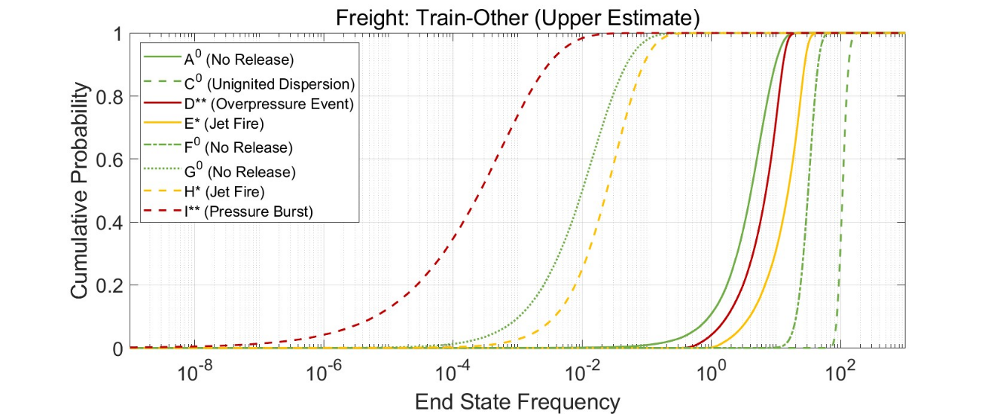 Freight: Train-Other (Upper Estimate)
1
0.8
0.6
0.4
0.2
0
Cumulative Probability
A⁰ (No Release)
C⁰ (Unignited Dispersion)
D** (Overpressure Event)
E* (Jet Fire)
F⁰ (No Release)
G⁰ (No Release)
H* (Jet Fire)
I** (Pressure Burst)
10⁻⁸ 10⁻⁶ 10⁻⁴ 10⁻² 10⁰ 10²
End State Frequency